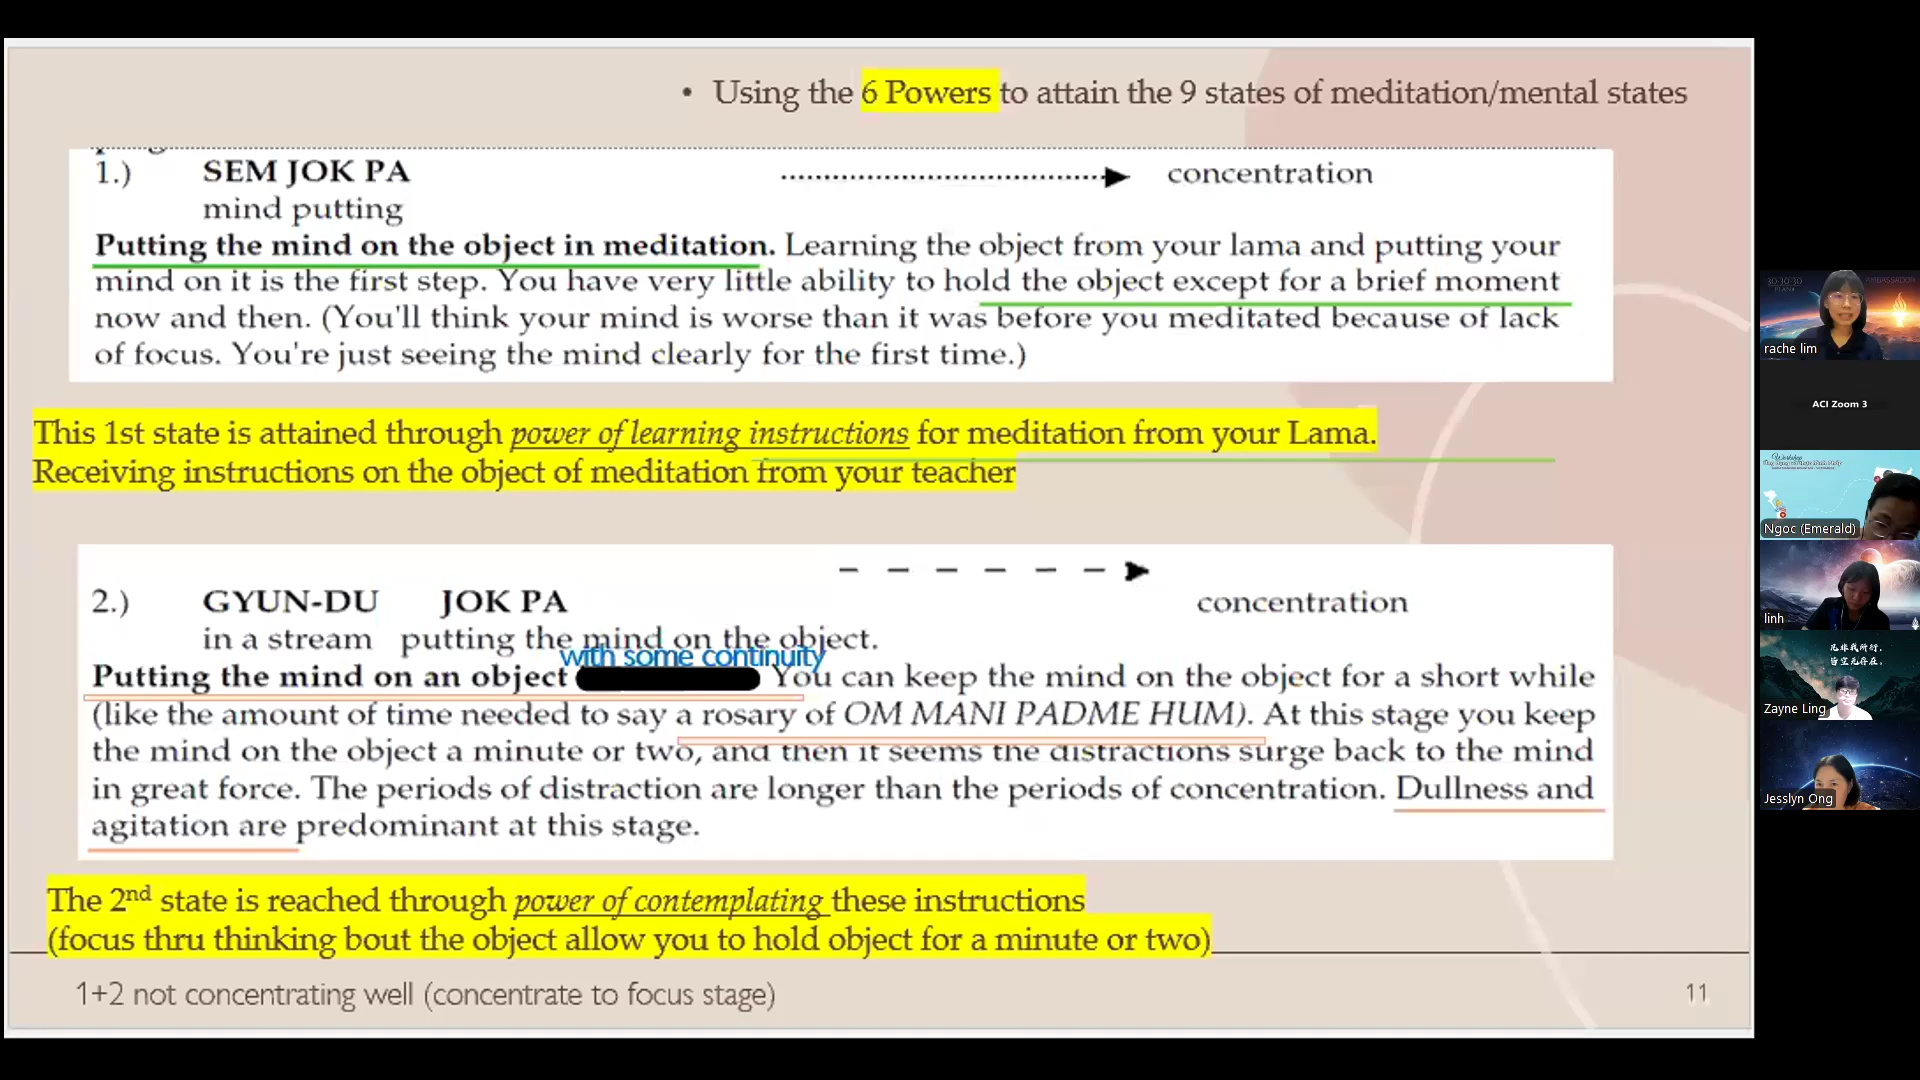 • Using the 6 Powers to attain the 9 states of meditation/mental states
1.) SEM JOK PA concentration
mind putting
Putting the mind on the object in meditation. Learning the object from your lama and putting your
mind on it is the first step. You have very little ability to hold the object except for a brief moment
now and then. (You'll think your mind is worse than it was before you meditated because of lack
of focus. You're just seeing the mind clearly for the first time.)
This 1st state is attained through power of learning instructions for meditation from your Lama.
Receiving instructions on the object of meditation from your teacher
2.) GYUN-DU JOK PA concentration
in a stream putting the mind on the object.
with some continuity
Putting the mind on an object You can keep the mind on the object for a short while
(like the amount of time needed to say a rosary of OM MANI PADME HUM). At this stage you keep
the mind on the object a minute or two, and then it seems the distractions surge back to the mind
in great force. The periods of distraction are longer than the periods of concentration. Dullness and
agitation are predominant at this stage.
The 2nd state is reached through power of contemplating these instructions
(focus thru thinking bout the object allow you to hold object for a minute or two)
1+2 not concentrating well (concentrate to focus stage)
11
rache lim
ACI Zoom 3
Workshop
Ngoc (Emerald)
linh
凡非我所行,
皆空无存在。
Zayne Ling
Jesslyn Ong